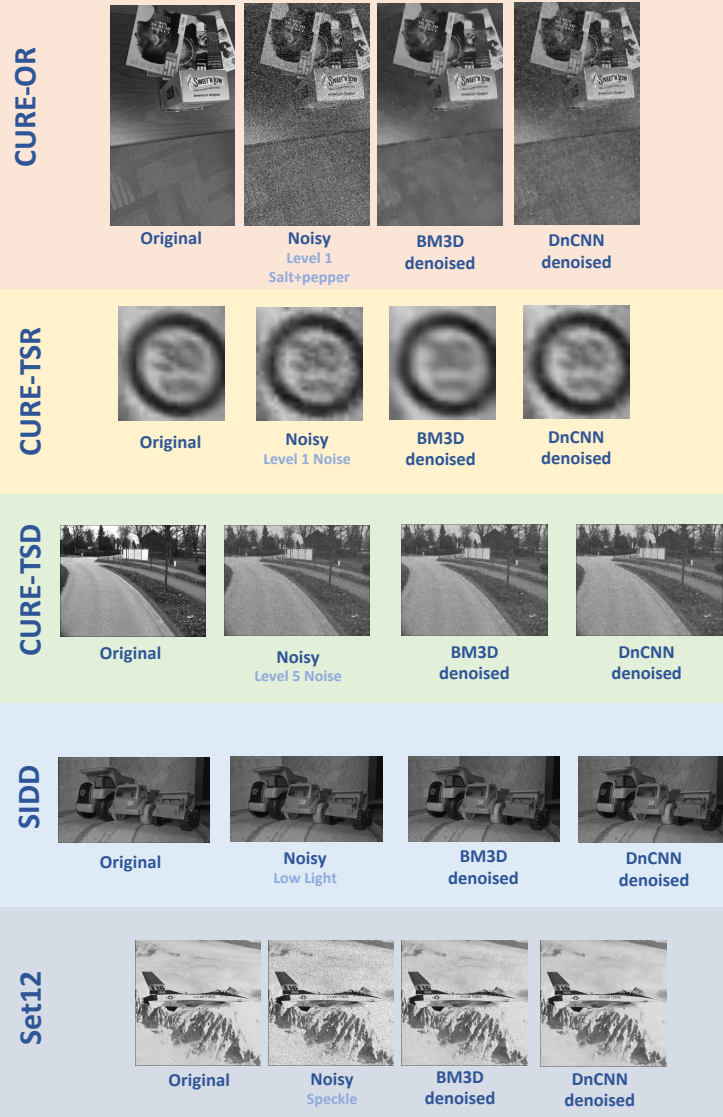 CURE-OR
SWEET'N LOW
Original
Noisy
Level 1
Salt+pepper
BM3D
denoised
DnCNN
denoised
CURE-TSR
Original
Noisy
Level 1 Noise
BM3D
denoised
DnCNN
denoised
CURE-TSD
Original
Noisy
Level 5 Noise
BM3D
denoised
DnCNN
denoised
SIDD
Original
Noisy
Low Light
BM3D
denoised
DnCNN
denoised
Set12
Original
Noisy
Speckle
BM3D
denoised
DnCNN
denoised